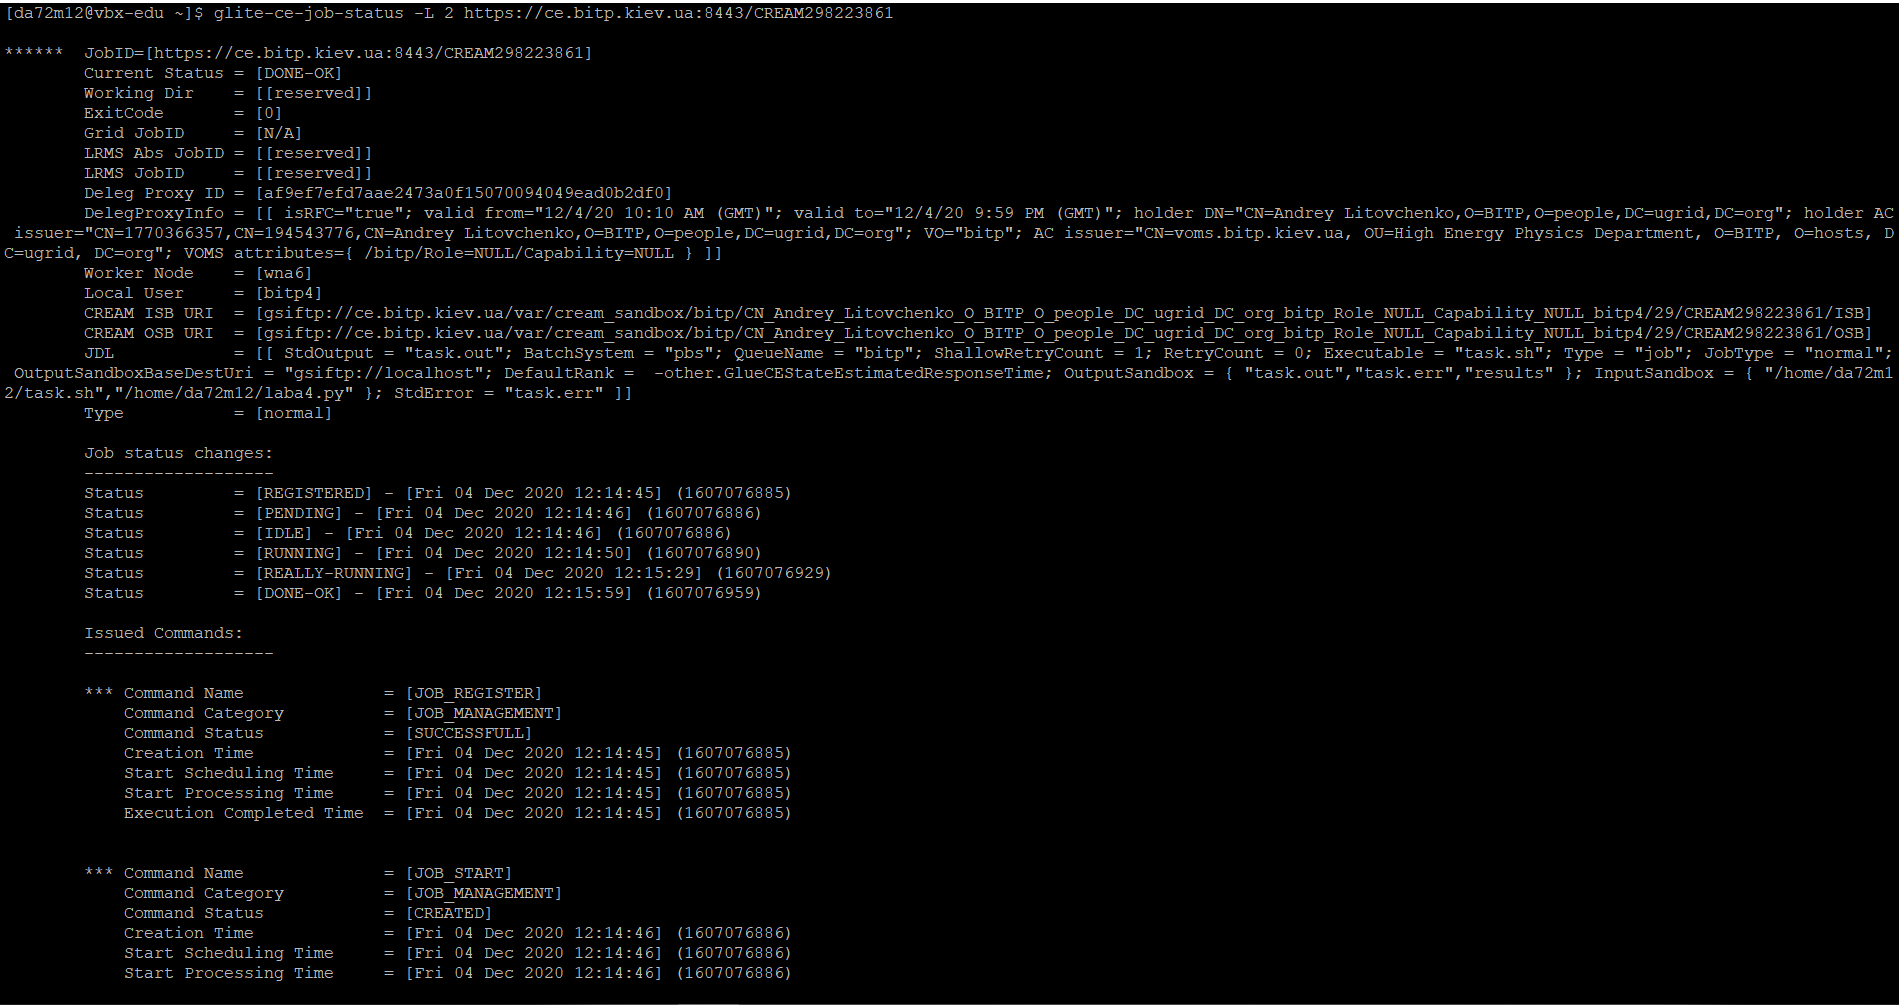 [da72m12@vbx-edu ~]$ glite-ce-job-status -L 2 https://ce.bitp.kiev.ua:8443/CREAM298223861

******  JobID=[https://ce.bitp.kiev.ua:8443/CREAM298223861]
        Current Status = [DONE-OK]
        Working Dir    = [[reserved]]
        ExitCode       = [0]
        Grid JobID     = [N/A]
        LRMS Abs JobID = [[reserved]]
        LRMS JobID     = [[reserved]]
        Deleg Proxy ID = [af9ef7efd7aae2473a0f15070094049ead0b2df0]
        DelegProxyInfo = [[ isRFC="true"; valid from="12/4/20 10:10 AM (GMT)"; valid to="12/4/20 9:59 PM (GMT)"; holder DN="CN=Andrey Litovchenko,O=BITP,O=people,DC=ugrid,DC=org"; holder AC
 issuer="CN=1770366357,CN=194543776,CN=Andrey Litovchenko,O=BITP,O=people,DC=ugrid,DC=org"; VO="bitp"; AC issuer="CN=voms.bitp.kiev.ua, OU=High Energy Physics Department, O=BITP, O=hosts, D
C=ugrid, DC=org"; VOMS attributes={ /bitp/Role=NULL/Capability=NULL } ]]
        Worker Node    = [wna6]
        Local User     = [bitp4]
        CREAM ISB URI  = [gsiftp://ce.bitp.kiev.ua/var/cream_sandbox/bitp/CN_Andrey_Litovchenko_O_BITP_O_people_DC_ugrid_DC_org_bitp_Role_NULL_Capability_NULL_bitp4/29/CREAM298223861/ISB]
        CREAM OSB URI  = [gsiftp://ce.bitp.kiev.ua/var/cream_sandbox/bitp/CN_Andrey_Litovchenko_O_BITP_O_people_DC_ugrid_DC_org_bitp_Role_NULL_Capability_NULL_bitp4/29/CREAM298223861/OSB]
        JDL            = [[ StdOutput = "task.out"; BatchSystem = "pbs"; QueueName = "bitp"; ShallowRetryCount = 1; RetryCount = 0; Executable = "task.sh"; Type = "job"; JobType = "normal";
 OutputSandboxBaseDestUri = "gsiftp://localhost"; DefaultRank =  -other.GlueCEStateEstimatedResponseTime; OutputSandbox = { "task.out","task.err","results" }; InputSandbox = { "/home/da72m1
2/task.sh","/home/da72m12/laba4.py" }; StdError = "task.err" ]]
        Type           = [normal]

        Job status changes:
        -------------------
        Status         = [REGISTERED] - [Fri 04 Dec 2020 12:14:45] (1607076885)
        Status         = [PENDING] - [Fri 04 Dec 2020 12:14:46] (1607076886)
        Status         = [IDLE] - [Fri 04 Dec 2020 12:14:46] (1607076886)
        Status         = [RUNNING] - [Fri 04 Dec 2020 12:14:50] (1607076890)
        Status         = [REALLY-RUNNING] - [Fri 04 Dec 2020 12:15:29] (1607076929)
        Status         = [DONE-OK] - [Fri 04 Dec 2020 12:15:59] (1607076959)

        Issued Commands:
        -------------------

        *** Command Name              = [JOB_REGISTER]
            Command Category          = [JOB_MANAGEMENT]
            Command Status            = [SUCCESSFULL]
            Creation Time             = [Fri 04 Dec 2020 12:14:45] (1607076885)
            Start Scheduling Time     = [Fri 04 Dec 2020 12:14:45] (1607076885)
            Start Processing Time     = [Fri 04 Dec 2020 12:14:45] (1607076885)
            Execution Completed Time  = [Fri 04 Dec 2020 12:14:45] (1607076885)

        *** Command Name              = [JOB_START]
            Command Category          = [JOB_MANAGEMENT]
            Command Status            = [CREATED]
            Creation Time             = [Fri 04 Dec 2020 12:14:46] (1607076886)
            Start Scheduling Time     = [Fri 04 Dec 2020 12:14:46] (1607076886)
            Start Processing Time     = [Fri 04 Dec 2020 12:14:46] (1607076886)